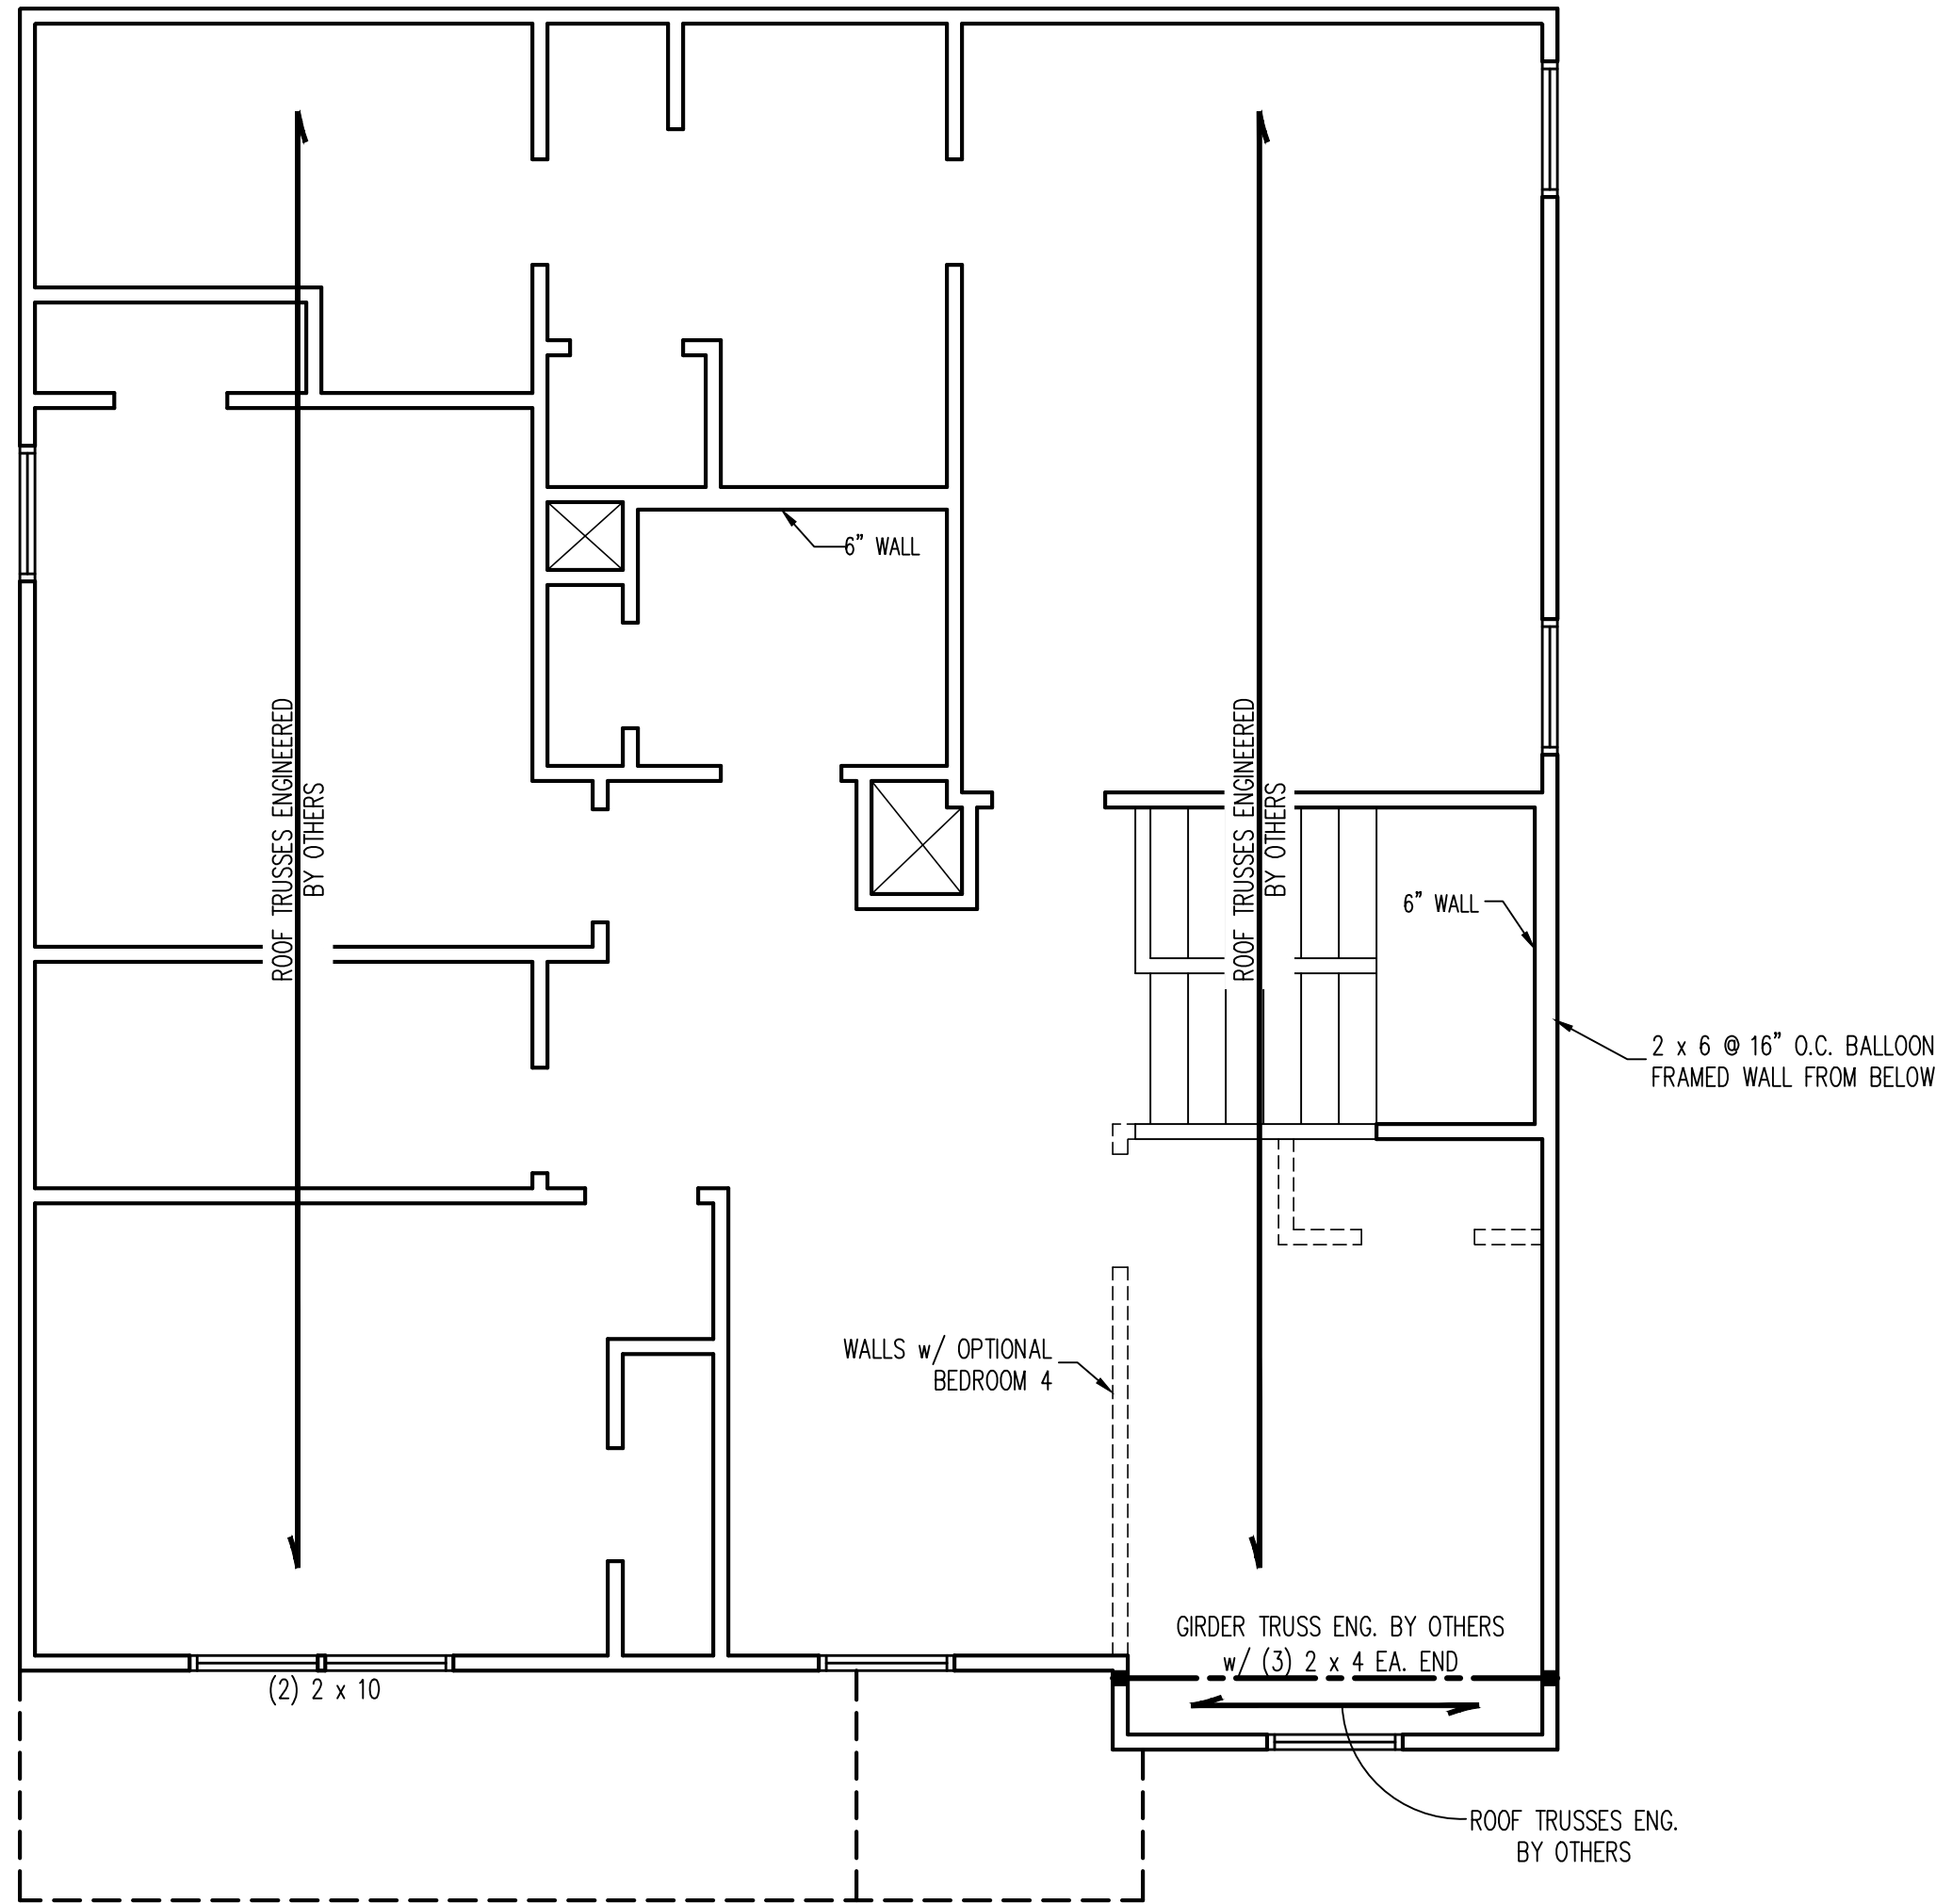 6” WALL
ROOF TRUSSES ENGINEERED
BY OTHERS
ROOF TRUSSES ENGINEERED
BY OTHERS
6” WALL
2 x 6 @ 16” O.C. BALLOON
FRAMED WALL FROM BELOW
WALLS w/ OPTIONAL
BEDROOM 4
GIRDER TRUSS ENG. BY OTHERS
w/ (3) 2 x 4 EA. END
(2) 2 x 10
ROOF TRUSSES ENG.
BY OTHERS